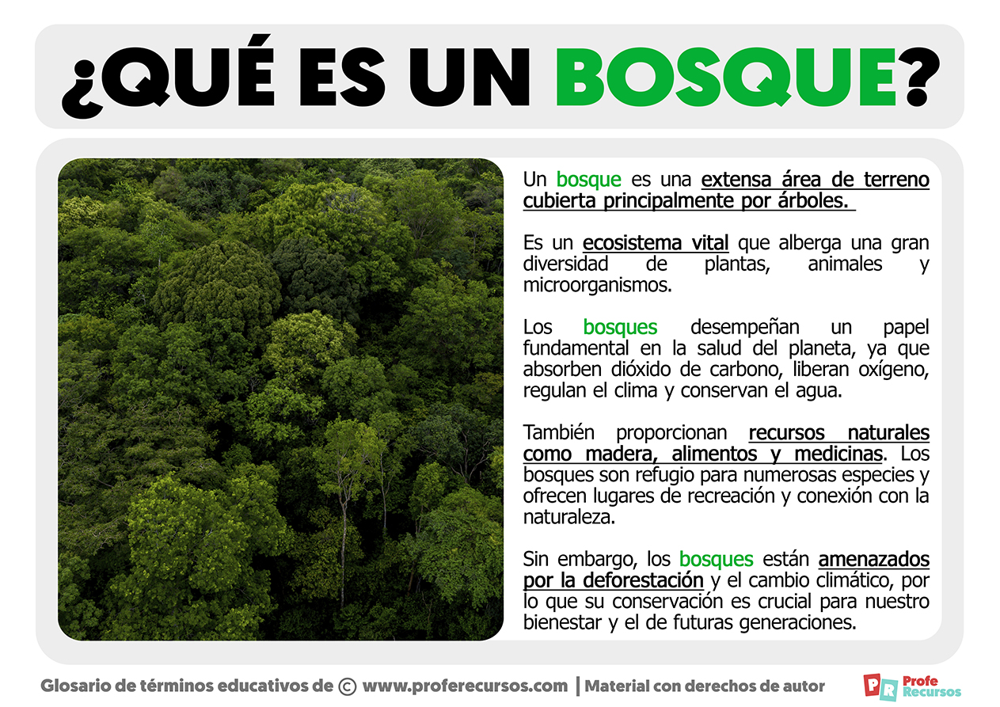 ¿QUÉ ES UN BOSQUE?
Un bosque es una extensa área de terreno
cubierta principalmente por árboles.
Es un ecosistema vital que alberga una gran
diversidad de plantas, animales y
microorganismos.
Los bosques desempeñan un papel
fundamental en la salud del planeta, ya que
absorben dióxido de carbono, liberan oxígeno,
regulan el clima y conservan el agua.
También proporcionan recursos naturales
como madera, alimentos y medicinas. Los
bosques son refugio para numerosas especies y
ofrecen lugares de recreación y conexión con la
naturaleza.
Sin embargo, los bosques están amenazados
por la deforestación y el cambio climático, por
lo que su conservación es crucial para nuestro
bienestar y el de futuras generaciones.
Glosario de términos educativos de © www.proferecursos.com | Material con derechos de autor
PR Profe
Recursos